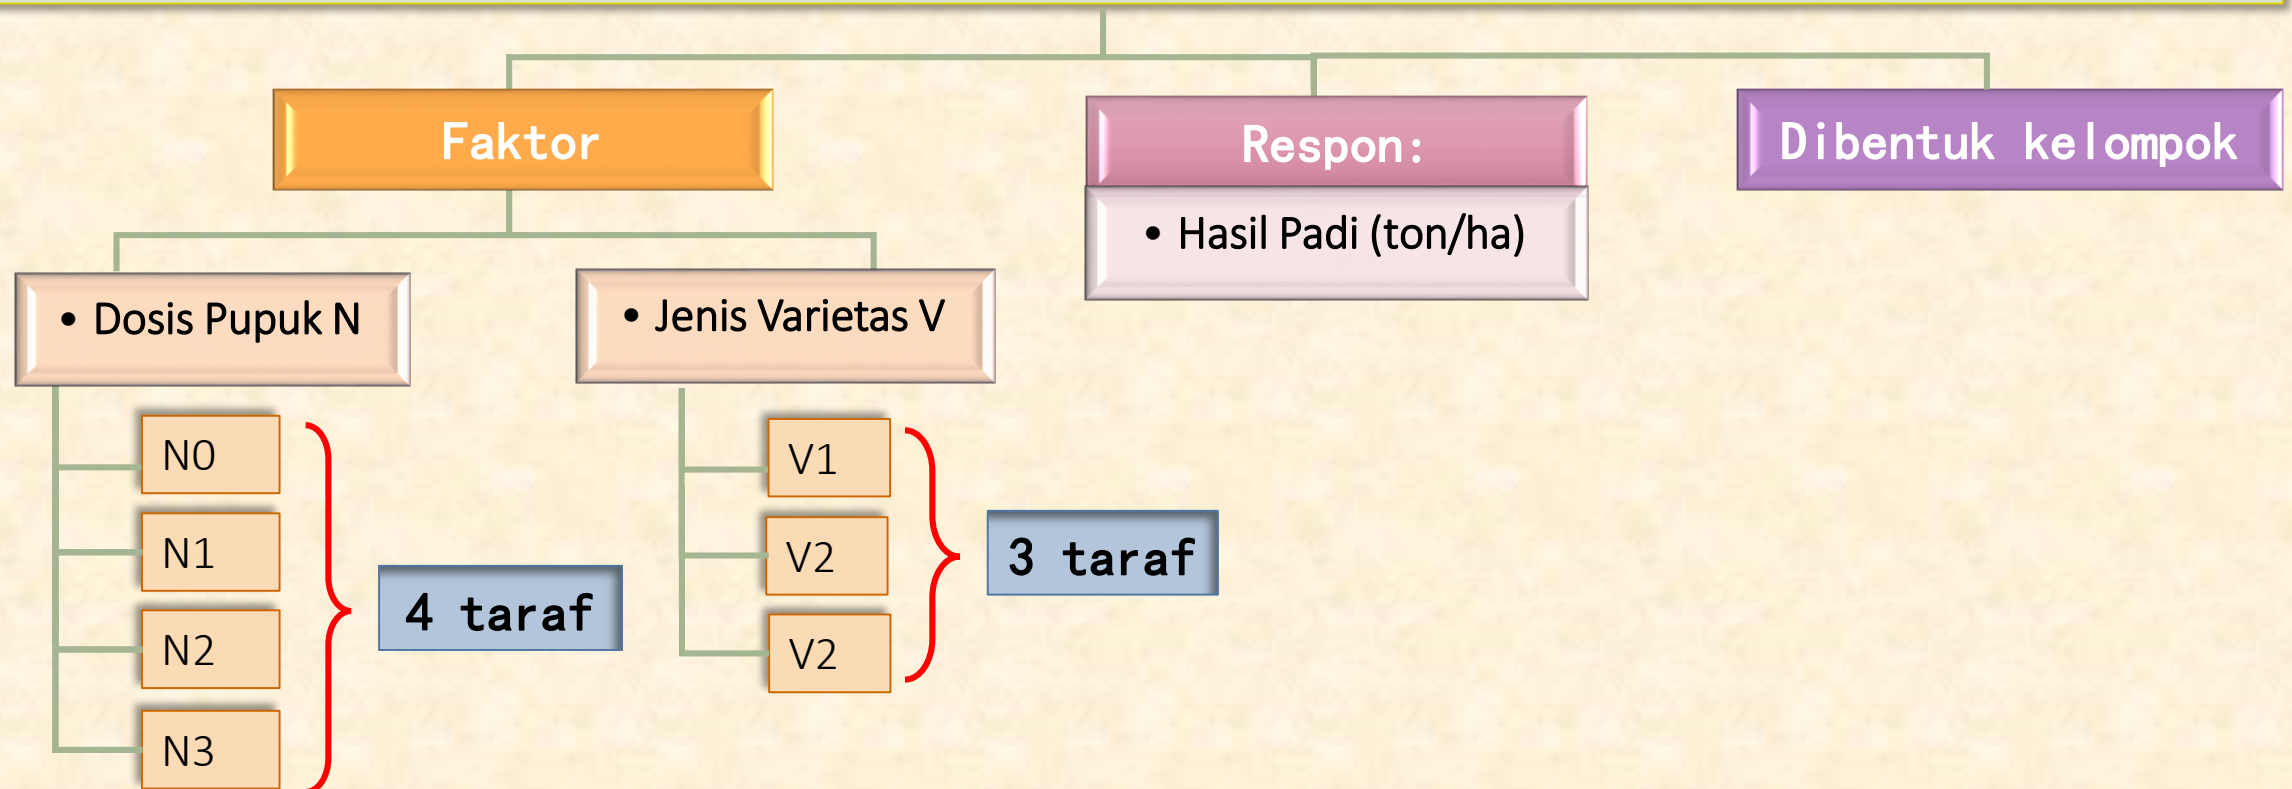 Faktor
Respon:
Dibentuk kelompok
• Hasil Padi (ton/ha)
• Dosis Pupuk N
• Jenis Varietas V
N0
N1
N2
N3
4 taraf
V1
V2
V2
3 taraf